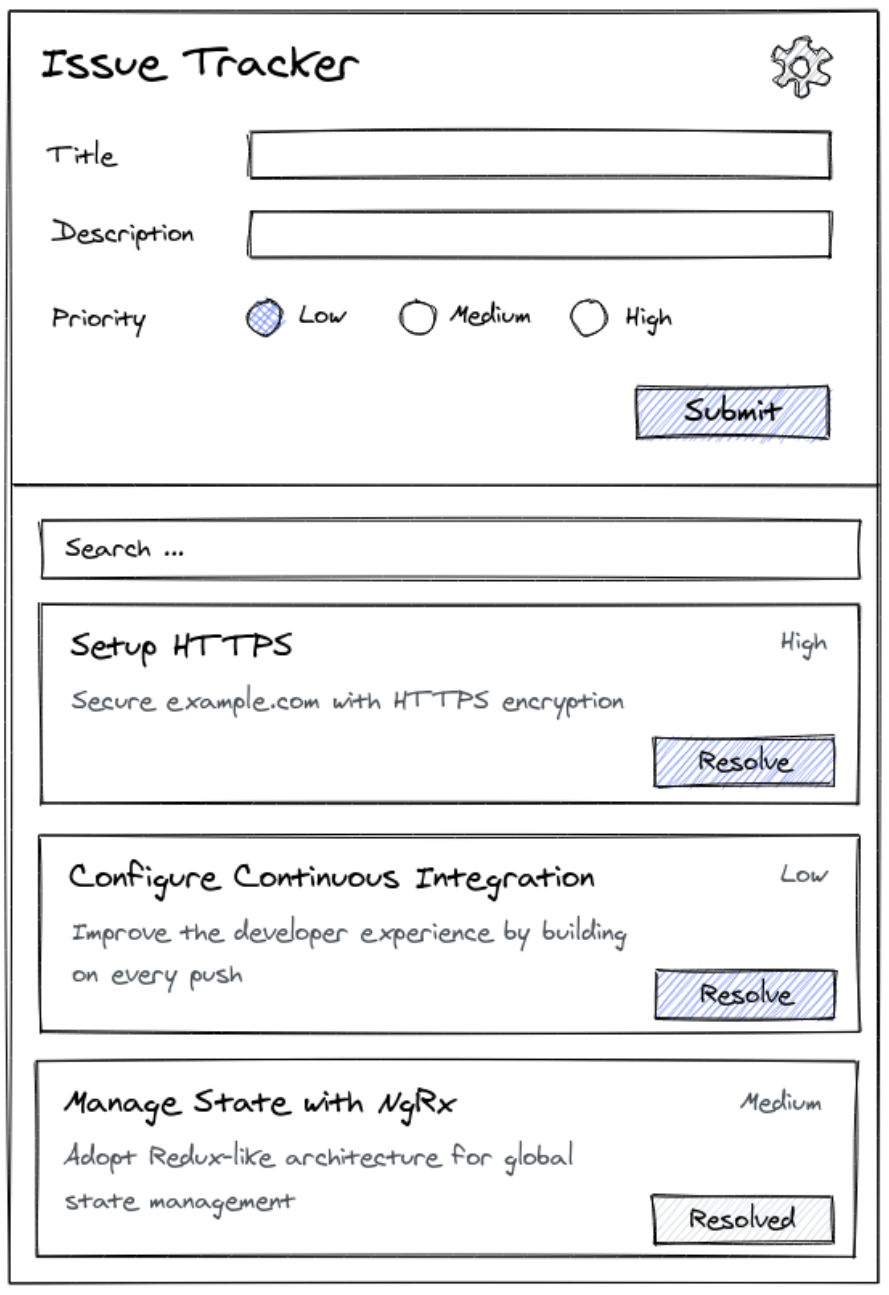 Issue Tracker
Title
Description
Priority Low Medium High
Submit
Search ...
Setup HTTPS High
Secure example.com with HTTPS encryption
Resolve
Configure Continuous Integration Low
Improve the developer experience by building
on every push
Resolve
Manage State with NgRx Medium
Adopt Redux-like architecture for global
state management
Resolved